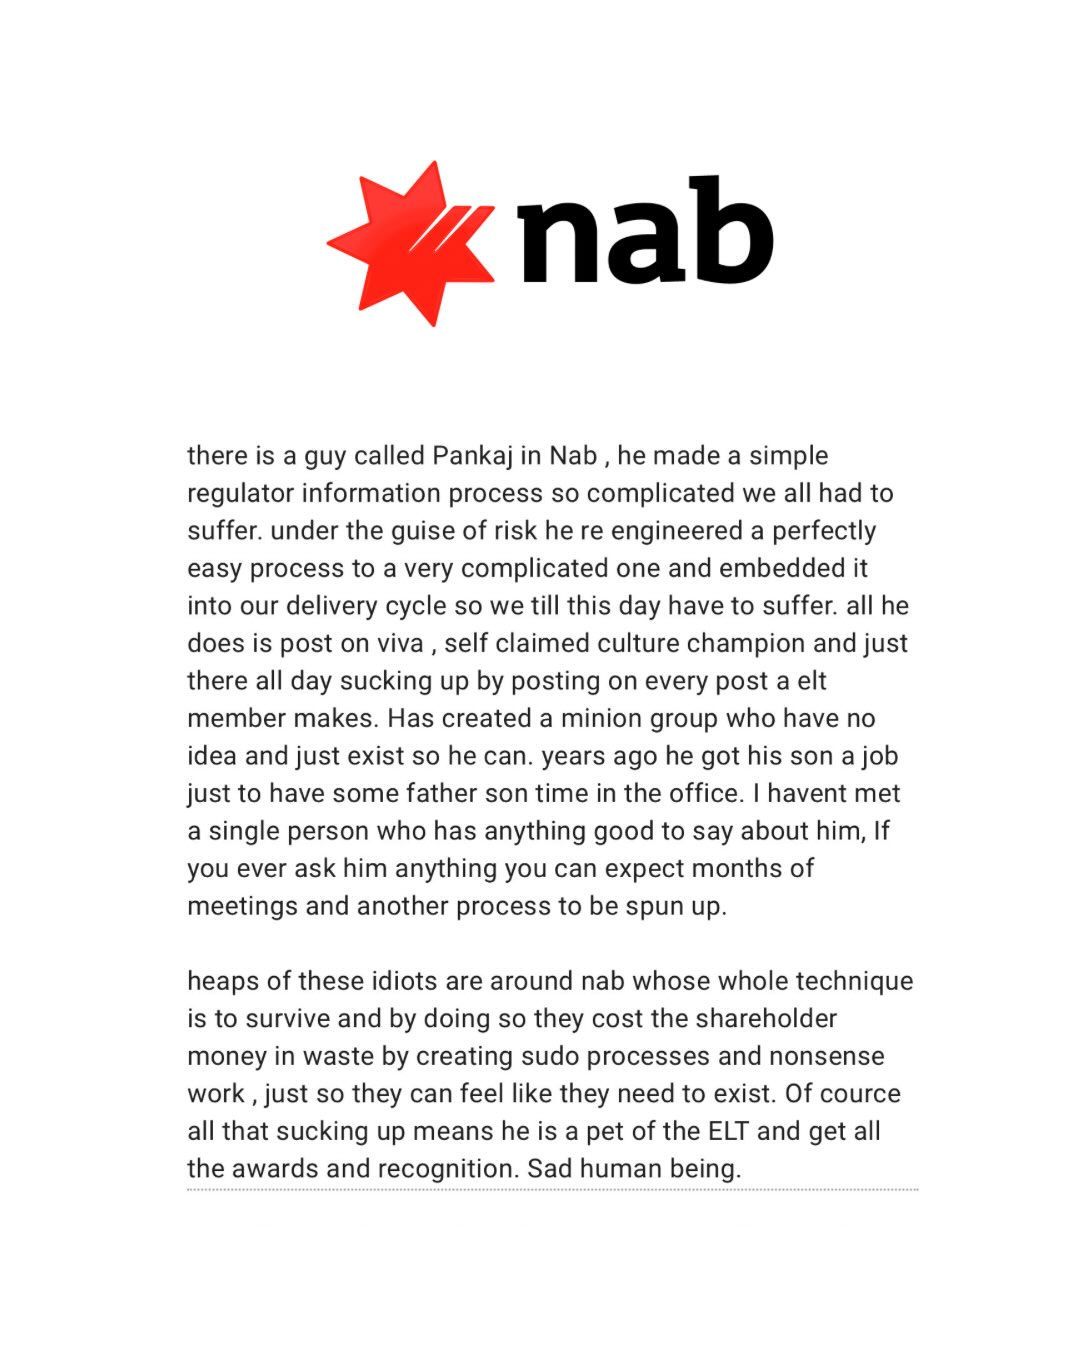 nab
there is a guy called Pankaj in Nab , he made a simple
regulator information process so complicated we all had to
suffer. under the guise of risk he re engineered a perfectly
easy process to a very complicated one and embedded it
into our delivery cycle so we till this day have to suffer. all he
does is post on viva , self claimed culture champion and just
there all day sucking up by posting on every post a elt
member makes. Has created a minion group who have no
idea and just exist so he can. years ago he got his son a job
just to have some father son time in the office. I havent met
a single person who has anything good to say about him, If
you ever ask him anything you can expect months of
meetings and another process to be spun up.
heaps of these idiots are around nab whose whole technique
is to survive and by doing so they cost the shareholder
money in waste by creating sudo processes and nonsense
work , just so they can feel like they need to exist. Of cource
all that sucking up means he is a pet of the ELT and get all
the awards and recognition. Sad human being.